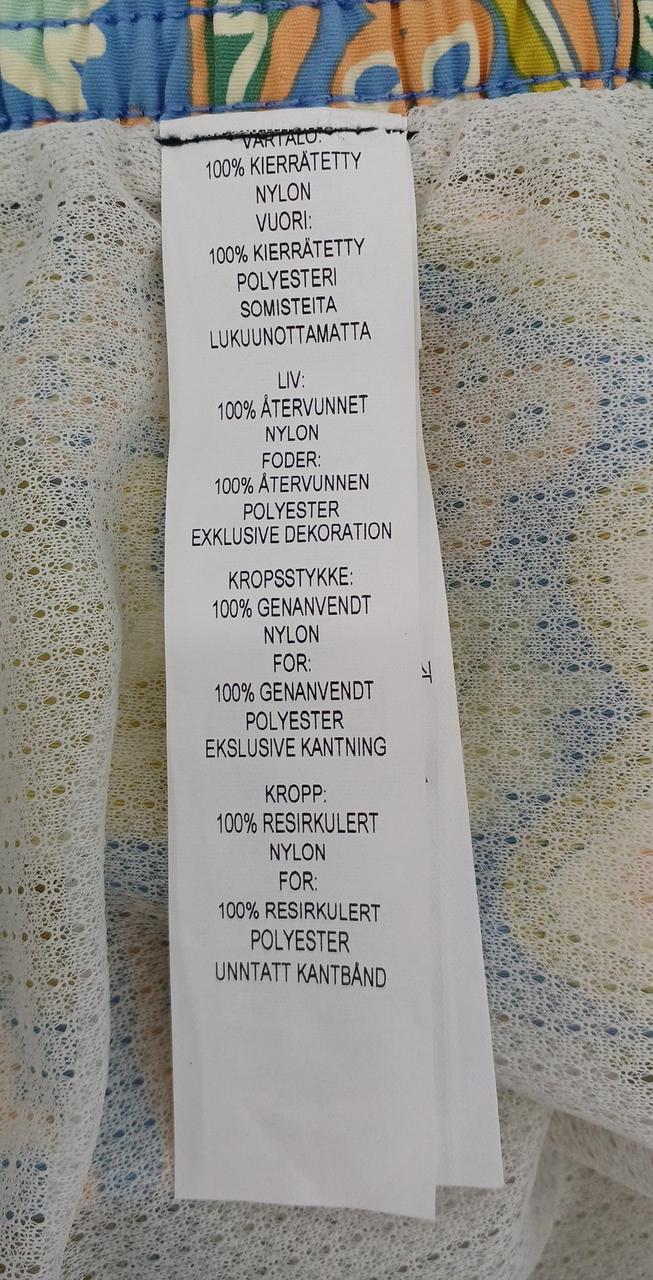 VARTALO:
100% KIERRÄTETTY
NYLON
VUORI:
100% KIERRÄTETTY
POLYESTERI
SOMISTEITA
LUKUUNOTTAMATTA
LIV:
100% ÅTERVUNNET
NYLON
FODER:
100% ÅTERVUNNEN
POLYESTER
EXKLUSIVE DEKORATION
KROPSSTYKKE:
100% GENANVENDT
NYLON
FOR:
100% GENANVENDT
POLYESTER
EKSLUSIVE KANTNING
KROPP:
100% RESIRKULERT
NYLON
FOR:
100% RESIRKULERT
POLYESTER
UNNTATT KANTBÅND